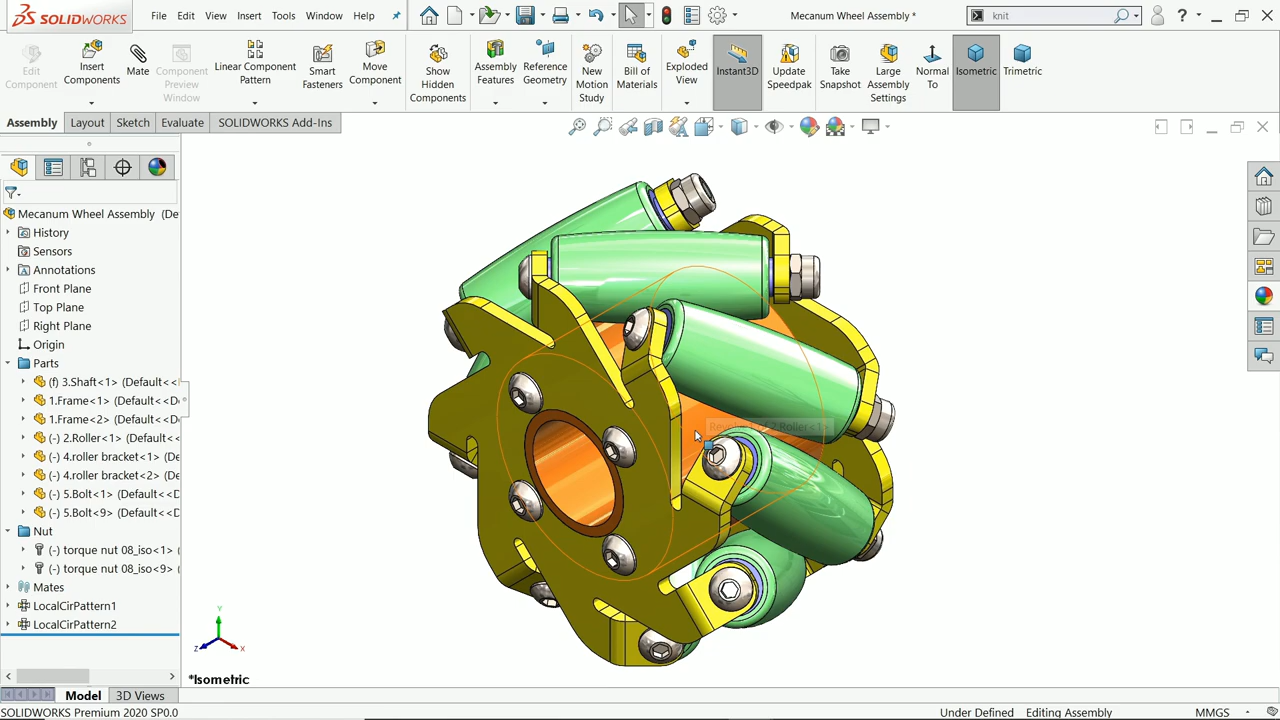 SOLIDWORKS
File Edit View Insert Tools Window Help
Mecanum Wheel Assembly *
knit
?
Edit Component
Insert Components
Mate
Component Preview Window
Linear Component Pattern
Smart Fasteners
Move Component
Show Hidden Components
Assembly Features
Reference Geometry
New Motion Study
Bill of Materials
Exploded View
Instant3D
Update Speedpak
Take Snapshot
Large Assembly Settings
Normal To
Isometric
Trimetric
Assembly Layout Sketch Evaluate SOLIDWORKS Add-Ins
Mecanum Wheel Assembly (De
History
Sensors
Annotations
Front Plane
Top Plane
Right Plane
Origin
Parts
(f) 3.Shaft<1> (Default<<
1.Frame<1> (Default<<D
1.Frame<2> (Default<<D
(-) 2.Roller<1> (Default<<
(-) 4.roller bracket<1> (De
(-) 4.roller bracket<2> (De
(-) 5.Bolt<1> (Default<<D
(-) 5.Bolt<9> (Default<<D
Nut
(-) torque nut 08_iso<1> (
(-) torque nut 08_iso<9> (
Mates
LocalCirPattern1
LocalCirPattern2
Y
Z
X
*Isometric
Model 3D Views
SOLIDWORKS Premium 2020 SP0.0
Under Defined Editing Assembly MMGS